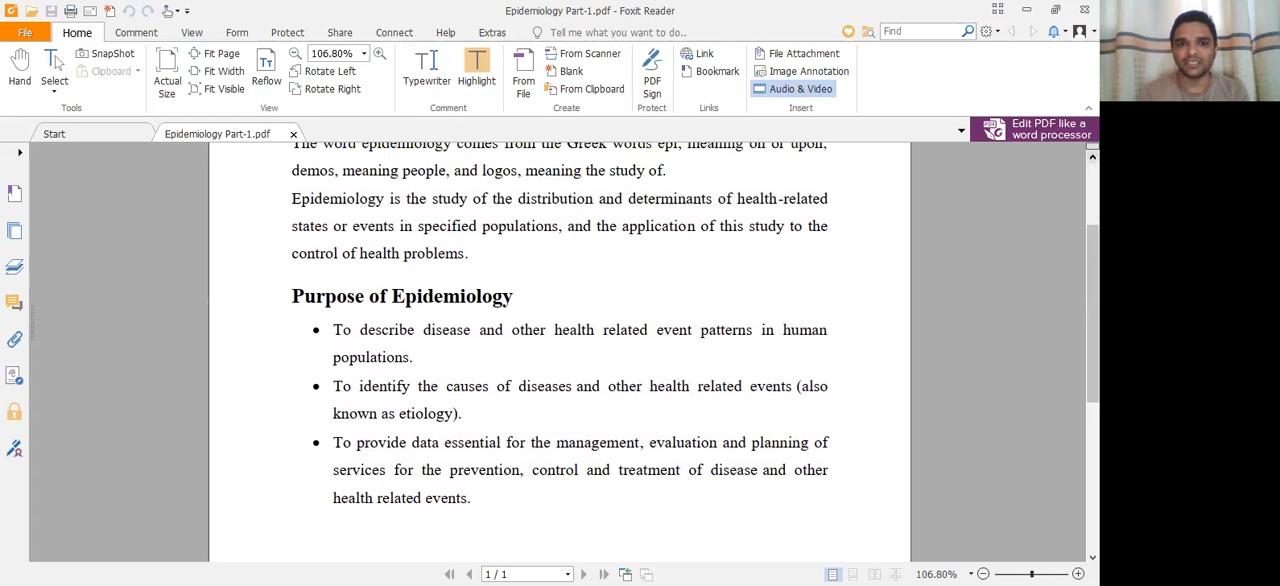 Epidemiology Part-1.pdf - Foxit Reader
File Home Comment View Form Protect Share Connect Help Extras Tell me what you want to do.. Find
Hand
Select
SnapShot
Clipboard
Tools
Actual
Size
Fit Page
Fit Width
Fit Visible
Reflow
106.80%
Rotate Left
Rotate Right
View
Typewriter
Highlight
Comment
From
File
From Scanner
Blank
From Clipboard
Create
PDF
Sign
Protect
Link
Bookmark
Links
File Attachment
Image Annotation
Audio & Video
Insert
Start
Epidemiology Part-1.pdf
Edit PDF like a
word processor
The word epidemiology comes from the Greek words epi, meaning on or upon,
demos, meaning people, and logos, meaning the study of.
Epidemiology is the study of the distribution and determinants of health-related
states or events in specified populations, and the application of this study to the
control of health problems.
Purpose of Epidemiology
• To describe disease and other health related event patterns in human
populations.
• To identify the causes of diseases and other health related events (also
known as etiology).
• To provide data essential for the management, evaluation and planning of
services for the prevention, control and treatment of disease and other
health related events.
1 / 1
106.80%